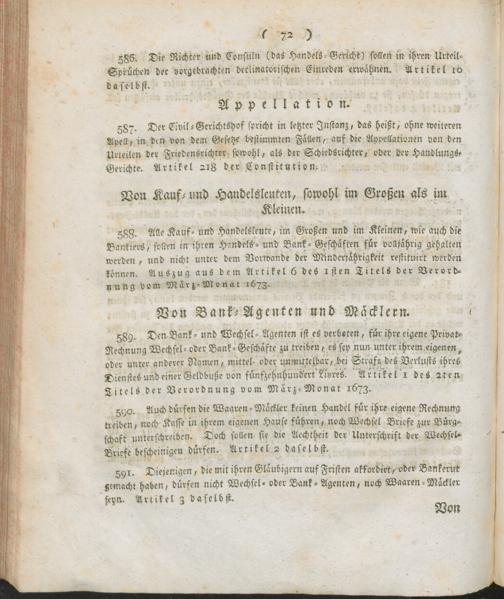 ( 72 )
586. Die Richter und Consuln (das Handels-Gericht) sollen in ihren Urteil-
Sprüchen der vorgebrachten declinatorischen Einreden erwähnen. Artikel 10
daselbst.
Appellation.
587. Der Civil-Gerichtshof spricht in letzter Instanz, das heißt, ohne weiteren
Apell, in den von dem Gesetz bestimmten Fällen, auf die Appellationen von den
Urteilen der Friedensrichter sowohl, als der Schiedsrichter, oder der Handlungs-
Gerichte. Artikel 218 der Constitution.
Von Kauf- und Handelsleuten, sowohl im Großen als im
Kleinen.
588. Alle Kauf- und Handelsleute, im Großen und im Kleinen, wie auch die
Bankiers, sollen in ihren Handels- und Bank-Geschäften für volljährig gehalten
werden, und nicht unter dem Vorwande der Minderjährigkeit restituirt werden
können. Auszug aus dem Artikel 6 des 1sten Titels der Verord-
nung vom März-Monat 1673.
Von Bank-Agenten und Mäcklern.
589. Den Bank- und Wechsel-Agenten ist es verboten, für ihre eigene Privat-
Rechnung Wechsel- oder Bank-Geschäfte zu treiben, es sey nun unter ihrem eigenen,
oder unter anderer Namen, mittel- oder unmittelbar, bei Strafe des Verlusts ihres
Dienstes und einer Geldbuße von fünfzehnhundert Livres. Artikel 1 des 2ten
Titels der Verordnung vom März-Monat 1673.
590. Auch dürfen die Waaren-Mäckler keinen Handel für ihre eigene Rechnung
treiben, noch Kasse in ihrem eigenen Hause führen, noch Wechsel Briefe zur Bürg-
schaft unterschreiben. Doch sollen sie die Aechtheit der Unterschrift der Wechsel-
Briefe bescheinigen dürfen. Artikel 2 daselbst.
591. Diejenigen, die mit ihren Gläubigern auf Fristen akkordirt, oder Bankerut
gemacht haben, dürfen nicht Wechsel- oder Bank-Agenten, noch Waaren-Mäckler
seyn. Artikel 3 daselbst.
Von